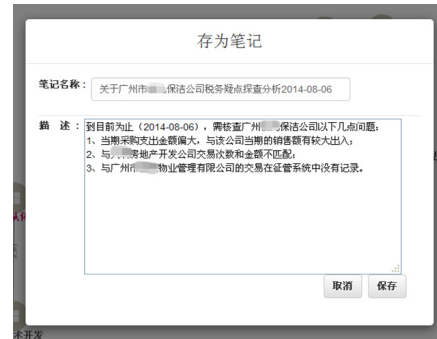 存为笔记
笔记名称：
关于广州市 保洁公司税务疑点探查分析2014-08-06
描 述：
到目前为止（2014-08-06），需核查广州 保洁公司以下几点问题：
1、当期采购支出金额偏大，与该公司当期的销售额有较大出入；
2、与 房地产开发公司交易次数和金额不匹配；
3、与广州市 物业管理有限公司的交易在征管系统中没有记录。
取消 保存
术开发